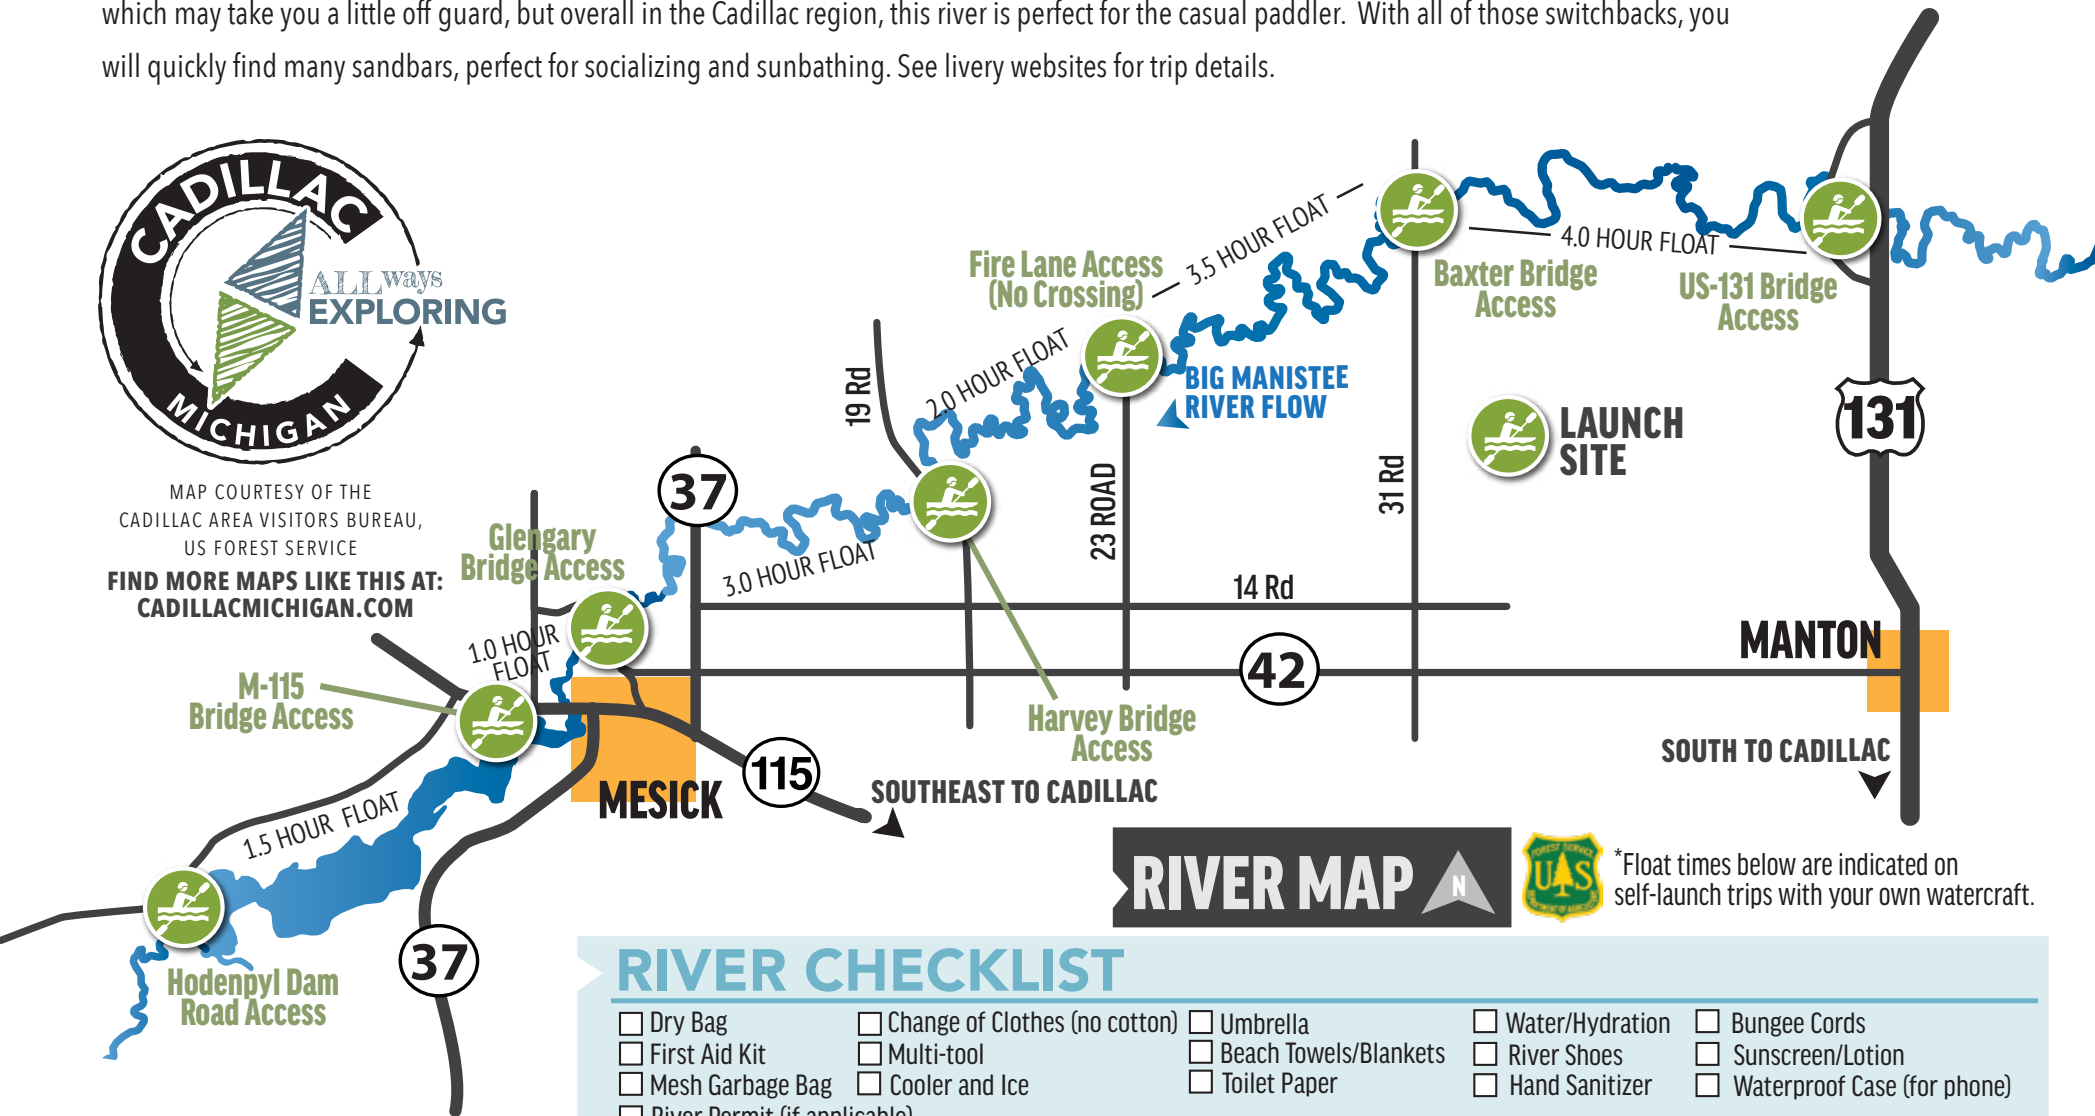 which may take you a little off guard, but overall in the Cadillac region, this river is perfect for the casual paddler. With all of those switchbacks, you
will quickly find many sandbars, perfect for socializing and sunbathing. See livery websites for trip details.
CADILLAC
MICHIGAN
ALLways
EXPLORING
MAP COURTESY OF THE
CADILLAC AREA VISITORS BUREAU,
US FOREST SERVICE
FIND MORE MAPS LIKE THIS AT:
CADILLACMICHIGAN.COM
Fire Lane Access
(No Crossing)
3.5 HOUR FLOAT
4.0 HOUR FLOAT
Baxter Bridge
Access
US-131 Bridge
Access
2.0 HOUR FLOAT
19 Rd
BIG MANISTEE
RIVER FLOW
131
LAUNCH
SITE
37
23 ROAD
31 Rd
Glengary
Bridge Access
3.0 HOUR FLOAT
14 Rd
1.0 HOUR
FLOAT
42
MANTON
M-115
Bridge Access
Harvey Bridge
Access
SOUTH TO CADILLAC
MESICK
115
SOUTHEAST TO CADILLAC
1.5 HOUR FLOAT
RIVER MAP
N
FOREST SERVICE
U S
DEPARTMENT OF AGRICULTURE
*Float times below are indicated on
self-launch trips with your own watercraft.
37
Hodenpyl Dam
Road Access
RIVER CHECKLIST
Dry Bag
First Aid Kit
Mesh Garbage Bag
River Permit (if applicable)
Change of Clothes (no cotton)
Multi-tool
Cooler and Ice
Umbrella
Beach Towels/Blankets
Toilet Paper
Water/Hydration
River Shoes
Hand Sanitizer
Bungee Cords
Sunscreen/Lotion
Waterproof Case (for phone)